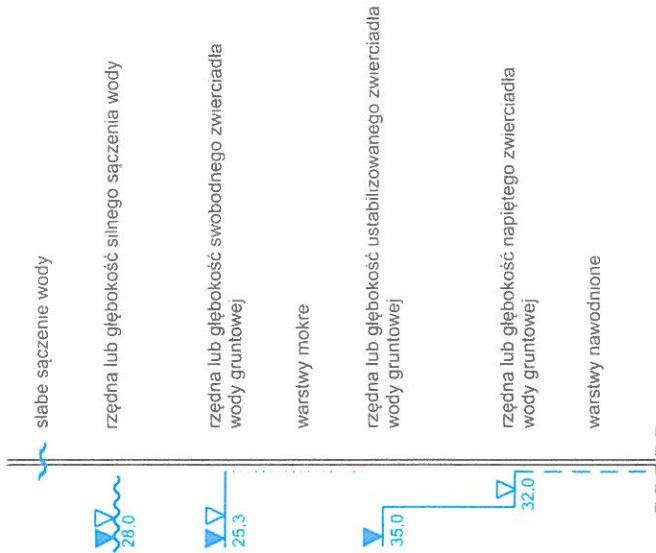 słabe sączenie wody
28.0
rzędna lub głębokość silnego sączenia wody
25.3
rzędna lub głębokość swobodnego zwierciadła
wody gruntowej
warstwy mokre
35.0
rzędna lub głębokość ustabilizowanego zwierciadła
wody gruntowej
32.0
rzędna lub głębokość napiętego zwierciadła
wody gruntowej
warstwy nawodnione